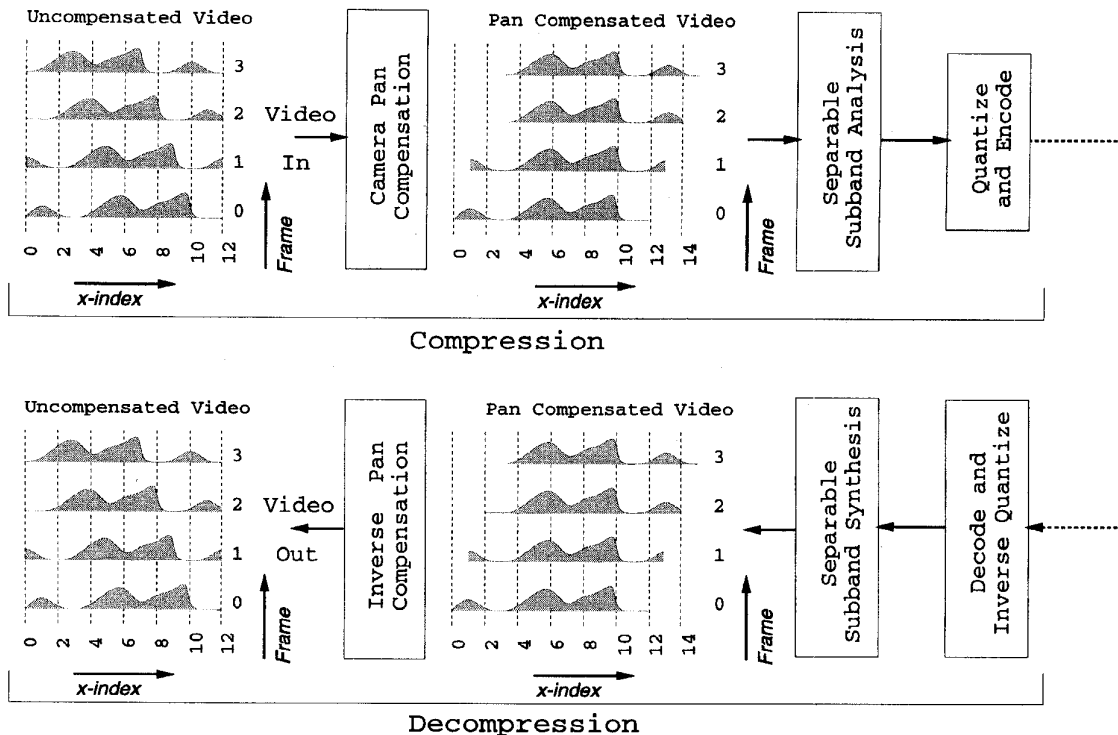 Uncompensated Video
3
2
1
0
0 2 4 6 8 10 12
x-index
Frame
Video
In
Camera Pan
Compensation
Pan Compensated Video
3
2
1
0
0 2 4 6 8 10 12 14
x-index
Frame
Separable
Subband Analysis
Quantize
and Encode
Compression
Uncompensated Video
3
2
1
0
0 2 4 6 8 10 12
x-index
Frame
Video
Out
Inverse Pan
Compensation
Pan Compensated Video
3
2
1
0
0 2 4 6 8 10 12 14
x-index
Frame
Separable
Subband Synthesis
Decode and
Inverse Quantize
Decompression